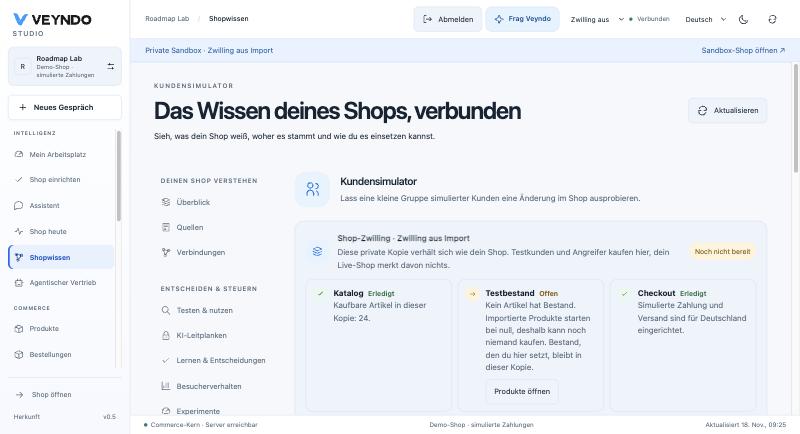 VEYNDO
STUDIO
R
Roadmap Lab
Demo-Shop ·
simulierte Zahlungen
Neues Gespräch
INTELLIGENZ
Mein Arbeitsplatz
Shop einrichten
Assistent
Shop heute
Shopwissen
Agentischer Vertrieb
COMMERCE
Produkte
Bestellungen
Shop öffnen
Herkunft v0.5
Roadmap Lab / Shopwissen
Abmelden
Frag Veyndo
Zwilling aus
Verbunden
Deutsch
Private Sandbox · Zwilling aus Import
Sandbox-Shop öffnen ↗
KUNDENSIMULATOR
Das Wissen deines Shops, verbunden
Sieh, was dein Shop weiß, woher es stammt und wie du es einsetzen kannst.
Aktualisieren
DEINEN SHOP VERSTEHEN
Überblick
Quellen
Verbindungen
ENTSCHEIDEN & STEUERN
Testen & nutzen
KI-Leitplanken
Lernen & Entscheidungen
Besucherverhalten
Experimente
Kundensimulator
Lass eine kleine Gruppe simulierter Kunden eine Änderung im Shop ausprobieren.
Shop-Zwilling · Zwilling aus Import
Diese private Kopie verhält sich wie dein Shop. Testkunden und Angreifer kaufen hier, dein
Live-Shop merkt davon nichts.
Noch nicht bereit
Katalog Erledigt
Kaufbare Artikel in dieser
Kopie: 24.
Testbestand Offen
Kein Artikel hat Bestand.
Importierte Produkte starten
bei null, deshalb kann noch
niemand kaufen. Bestand,
den du hier setzt, bleibt in
dieser Kopie.
Produkte öffnen
Checkout Erledigt
Simulierte Zahlung und
Versand sind für Deutschland
eingerichtet.
Commerce-Kern · Server erreichbar
Demo-Shop · simulierte Zahlungen
Aktualisiert 18. Nov., 09:25